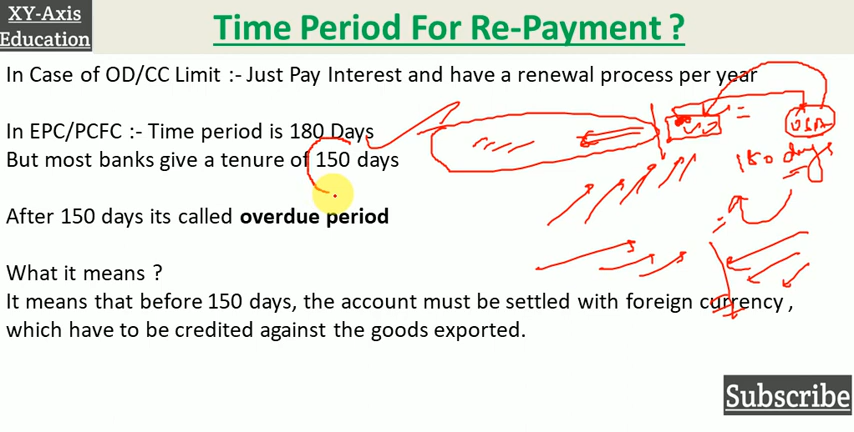 XY-Axis
Education
Time Period For Re-Payment ?
In Case of OD/CC Limit :- Just Pay Interest and have a renewal process per year
In EPC/PCFC :- Time period is 180 Days
But most banks give a tenure of 150 days
USA
180 days
After 150 days its called overdue period
What it means ?
It means that before 150 days, the account must be settled with foreign currency ,
which have to be credited against the goods exported.
Subscribe